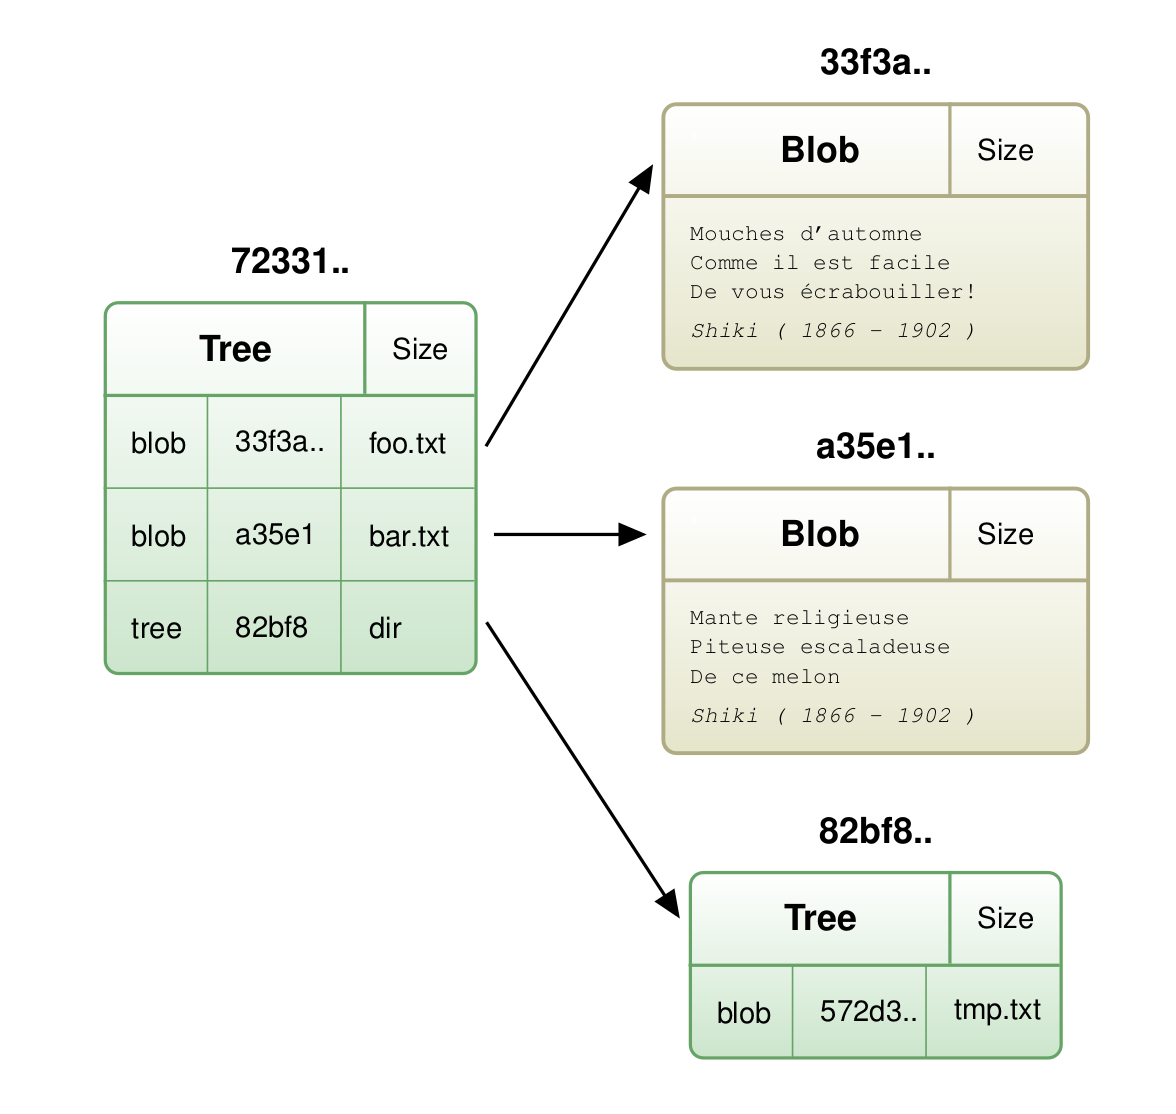 72331..
Tree Size
blob 33f3a.. foo.txt
blob a35e1 bar.txt
tree 82bf8 dir
33f3a..
Blob Size
Mouches d’automne
Comme il est facile
De vous écrabouiller!
Shiki ( 1866 – 1902 )
a35e1..
Blob Size
Mante religieuse
Piteuse escaladeuse
De ce melon
Shiki ( 1866 – 1902 )
82bf8..
Tree Size
blob 572d3.. tmp.txt